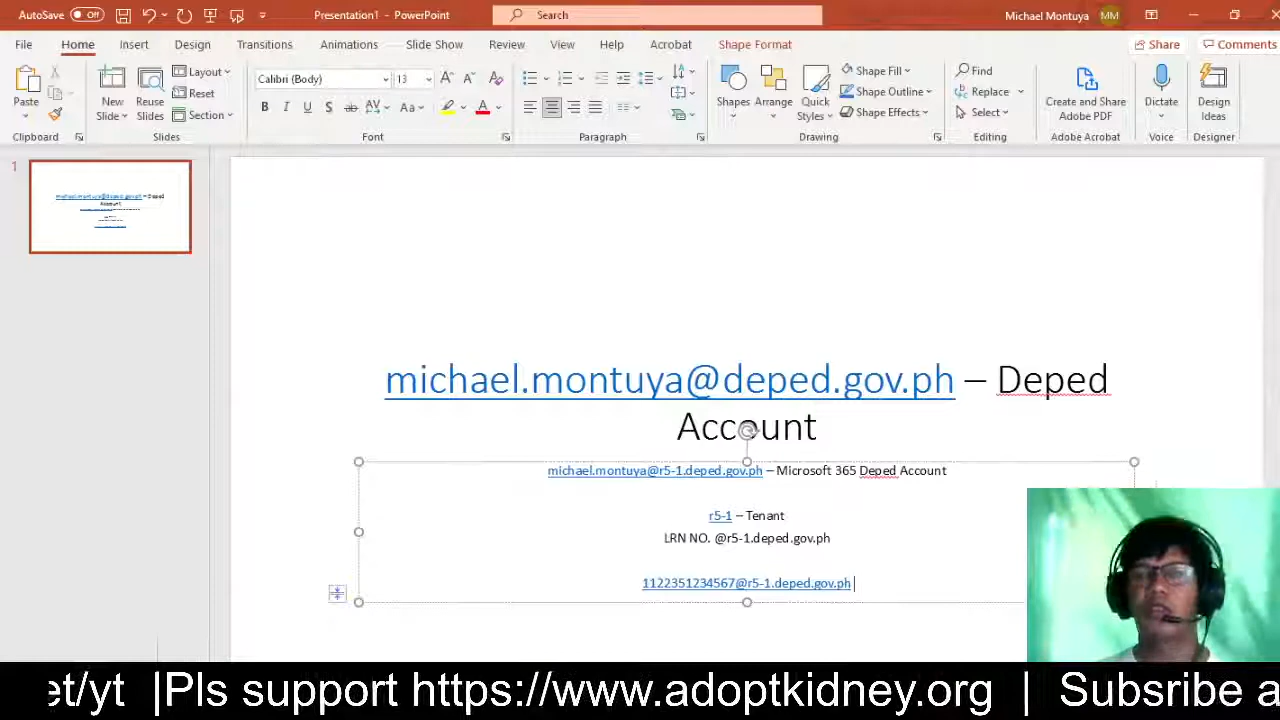 AutoSave Off Presentation1 - PowerPoint Search Michael Montuya MM
File Home Insert Design Transitions Animations Slide Show Review View Help Acrobat Shape Format Share Comments
Paste New Slide Reuse Slides Layout Reset Section
Calibri (Body) 13
Shapes Arrange Quick Styles Shape Fill Shape Outline Shape Effects
Find Replace Select
Create and Share Adobe PDF Dictate Design Ideas
Clipboard Slides Font Paragraph Drawing Editing Adobe Acrobat Voice Designer
1
michael.montuya@deped.gov.ph – Deped
Account
michael.montuya@r5-1.deped.gov.ph – Microsoft 365 Deped Account
r5-1 – Tenant
LRN NO. @r5-1.deped.gov.ph
1122351234567@r5-1.deped.gov.ph
et/yt |Pls support https://www.adoptkidney.org | Subsribe a